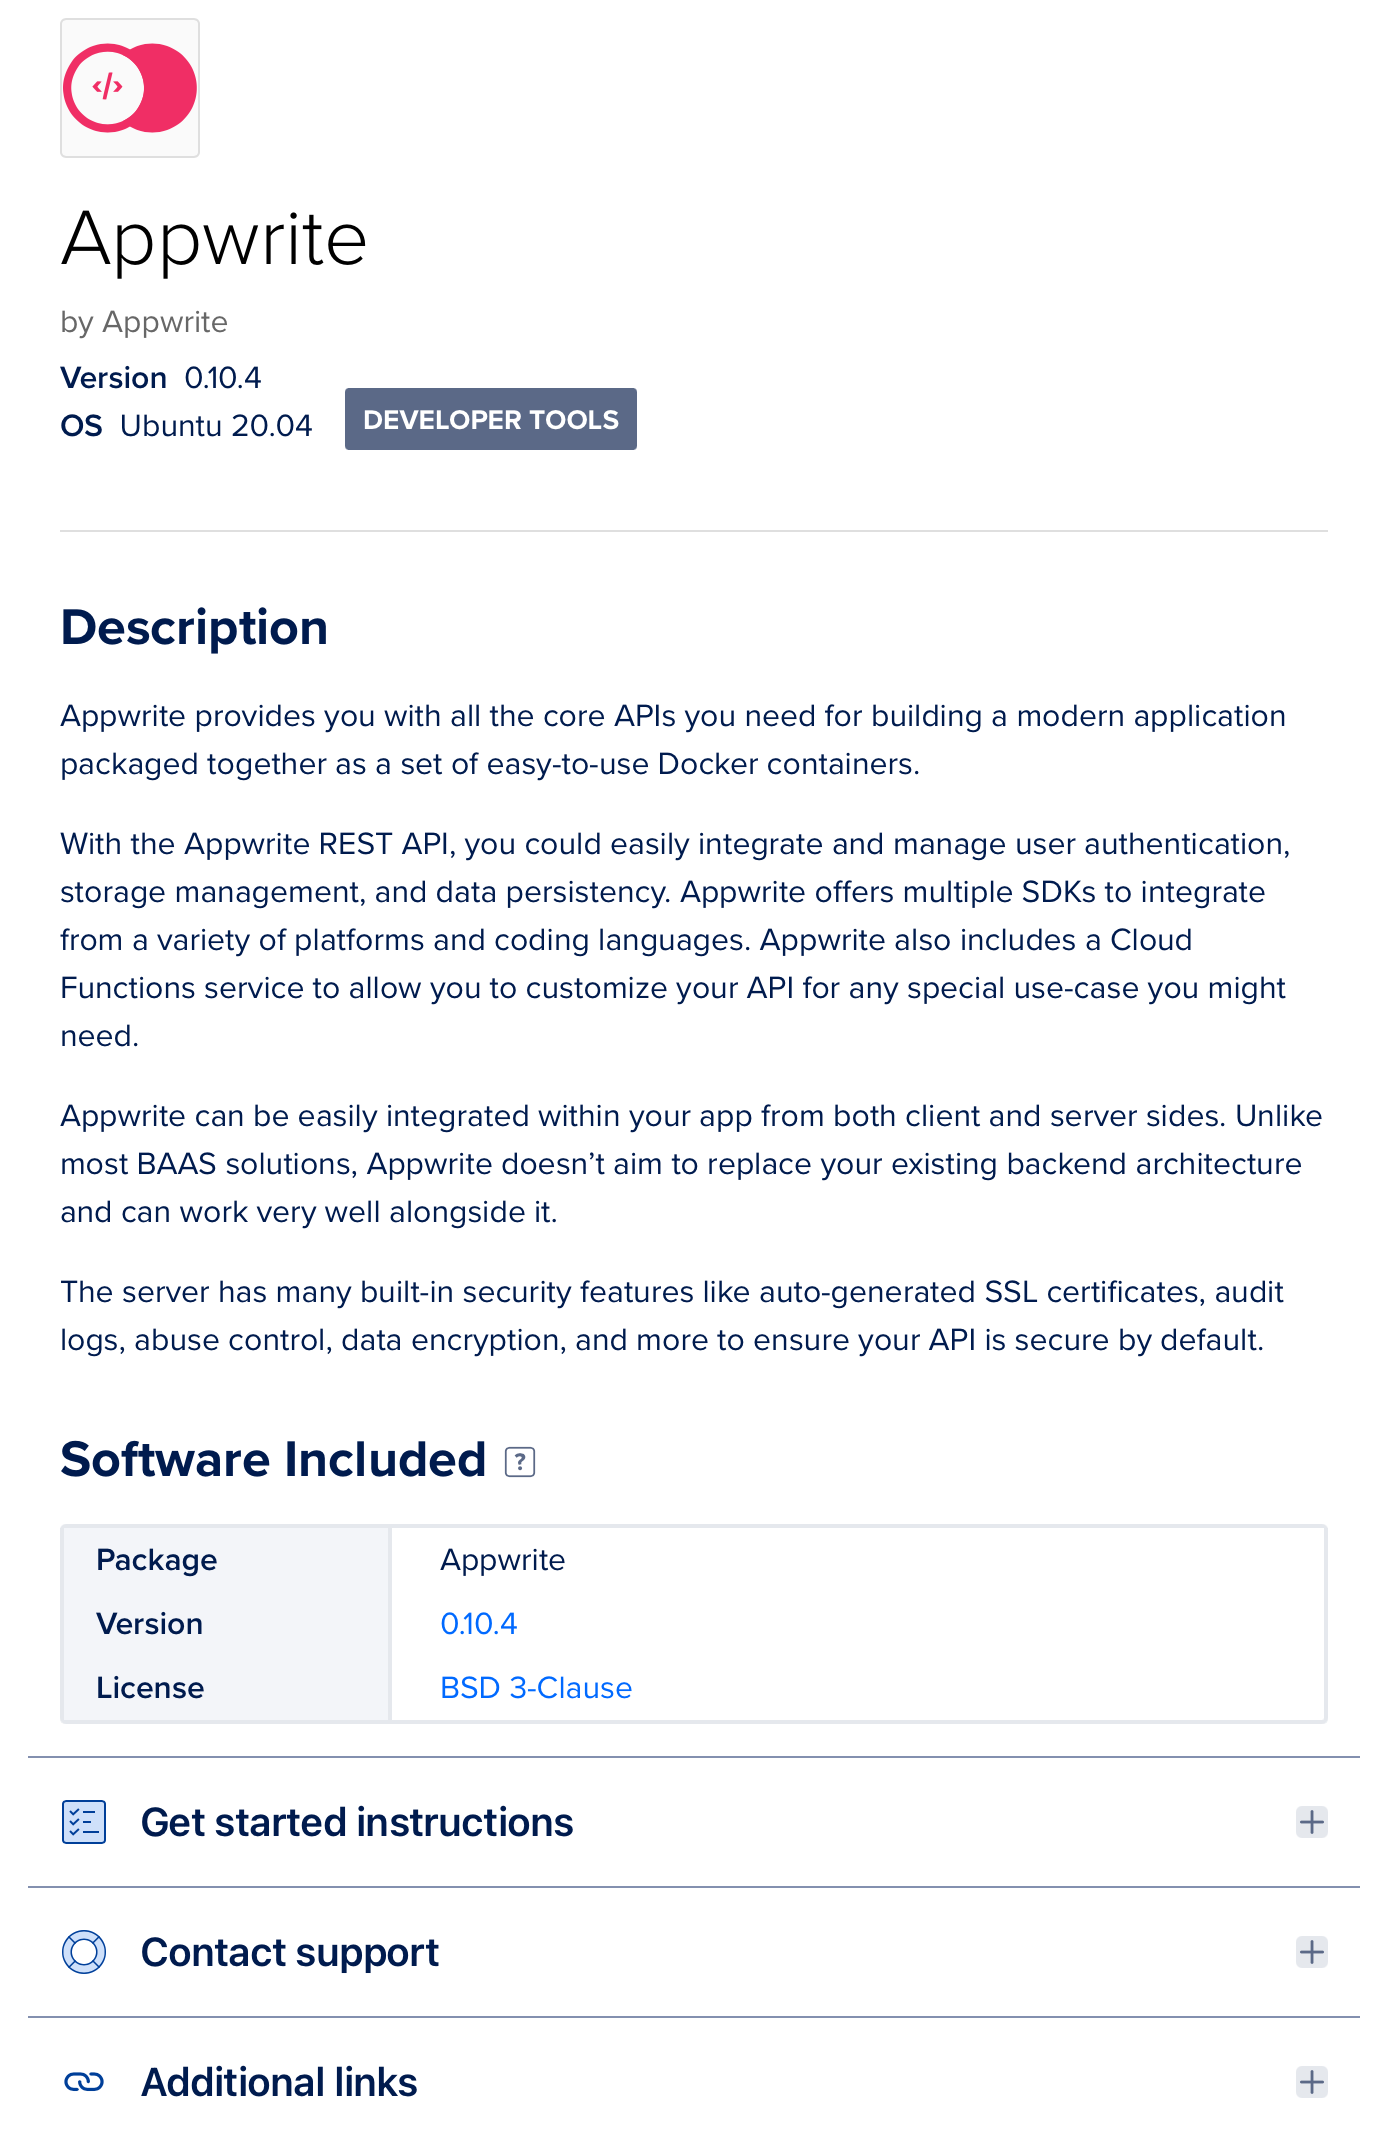 </>
Appwrite
by Appwrite
Version 0.10.4
OS Ubuntu 20.04
DEVELOPER TOOLS
Description
Appwrite provides you with all the core APIs you need for building a modern application
packaged together as a set of easy-to-use Docker containers.
With the Appwrite REST API, you could easily integrate and manage user authentication,
storage management, and data persistency. Appwrite offers multiple SDKs to integrate
from a variety of platforms and coding languages. Appwrite also includes a Cloud
Functions service to allow you to customize your API for any special use-case you might
need.
Appwrite can be easily integrated within your app from both client and server sides. Unlike
most BAAS solutions, Appwrite doesn’t aim to replace your existing backend architecture
and can work very well alongside it.
The server has many built-in security features like auto-generated SSL certificates, audit
logs, abuse control, data encryption, and more to ensure your API is secure by default.
Software Included ?
Package Appwrite
Version 0.10.4
License BSD 3-Clause
Get started instructions
Contact support
Additional links